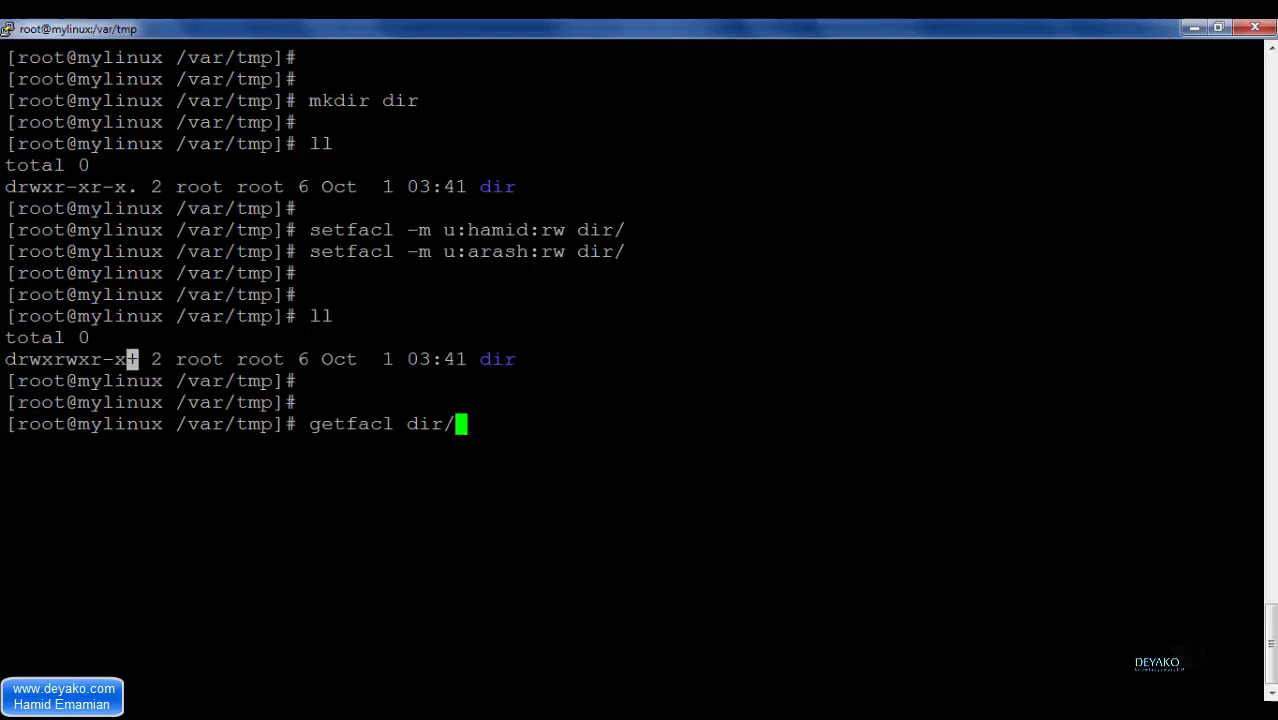 root@mylinux:/var/tmp
[root@mylinux /var/tmp]#
[root@mylinux /var/tmp]#
[root@mylinux /var/tmp]# mkdir dir
[root@mylinux /var/tmp]#
[root@mylinux /var/tmp]# ll
total 0
drwxr-xr-x. 2 root root 6 Oct  1 03:41 dir
[root@mylinux /var/tmp]#
[root@mylinux /var/tmp]# setfacl -m u:hamid:rw dir/
[root@mylinux /var/tmp]# setfacl -m u:arash:rw dir/
[root@mylinux /var/tmp]#
[root@mylinux /var/tmp]#
[root@mylinux /var/tmp]# ll
total 0
drwxrwxr-x+ 2 root root 6 Oct  1 03:41 dir
[root@mylinux /var/tmp]#
[root@mylinux /var/tmp]#
[root@mylinux /var/tmp]# getfacl dir/
DEYAKO
www.deyako.com
Hamid Emamian